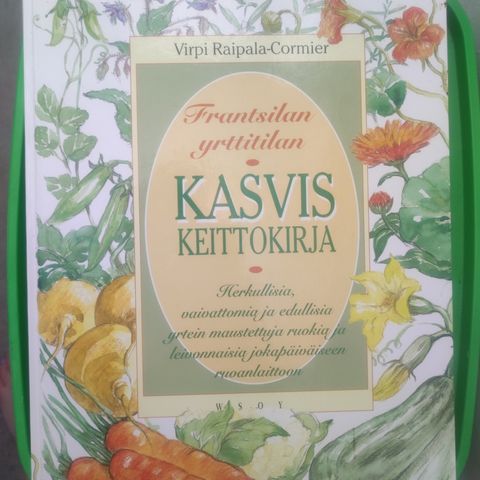 Virpi Raipala-Cormier
Frantsilan
yrttitilan
KASVIS
KEITTOKIRJA
Herkullisia,
vaivattomia ja edullisia
yrtein maustettuja ruokia ja
leivonnaisia jokapäiväiseen
ruoanlaittoon
WSOY